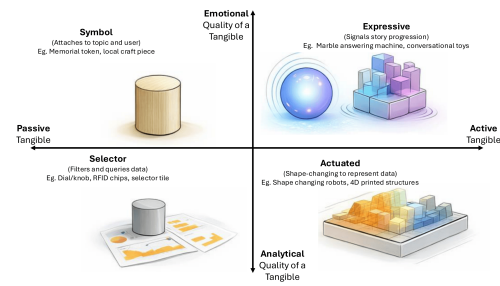 Emotional
Quality of a
Tangible
Symbol
(Attaches to topic and user)
Eg. Memorial token, local craft piece
Expressive
(Signals story progression)
Eg. Marble answering machine, conversational toys
Passive
Tangible
Active
Tangible
Selector
(Filters and queries data)
Eg. Dial/knob, RFID chips, selector tile
Actuated
(Shape-changing to represent data)
Eg. Shape changing robots, 4D printed structures
Analytical
Quality of a
Tangible